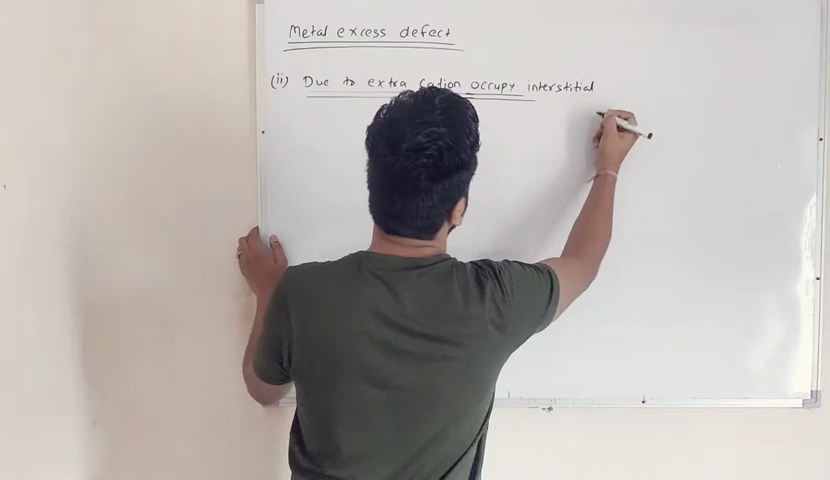 Metal excess defect
(ii) Due to extra cation occupy interstitial